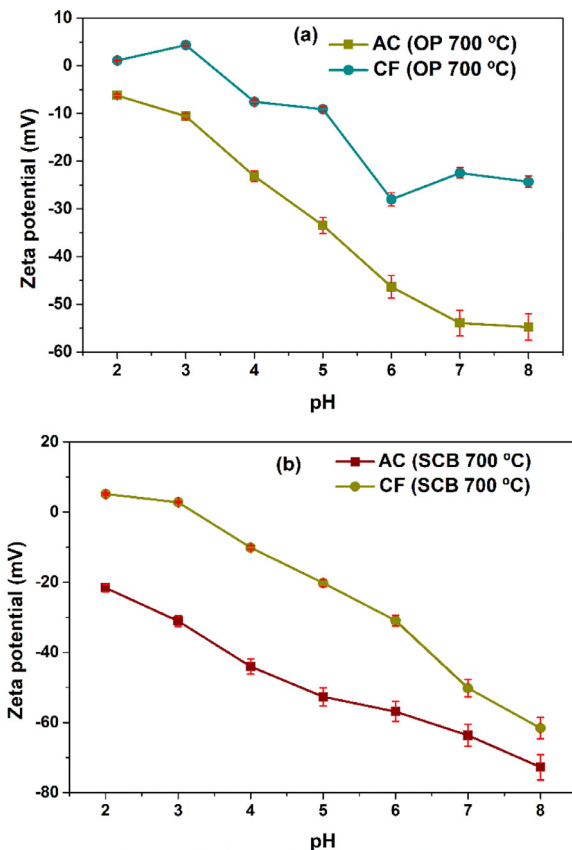 (a)
AC (OP 700 ºC)
CF (OP 700 ºC)
Zeta potential (mV)
10
0
-10
-20
-30
-40
-50
-60
2 3 4 5 6 7 8
pH
(b)
AC (SCB 700 ºC)
CF (SCB 700 ºC)
Zeta potential (mV)
20
0
-20
-40
-60
-80
2 3 4 5 6 7 8
pH